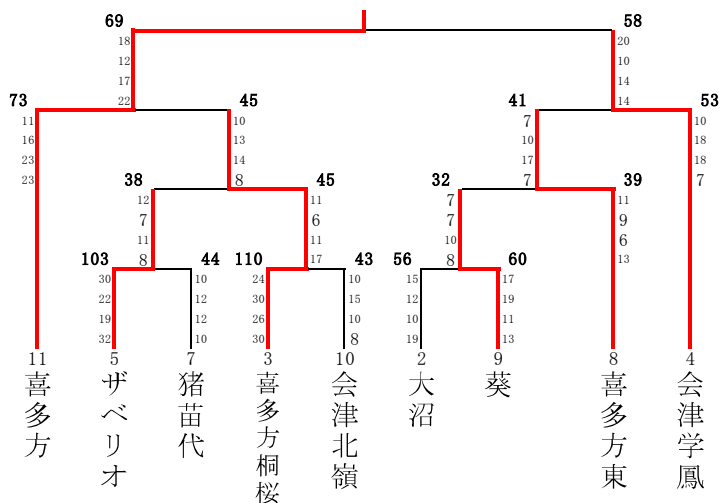 69 58
18 20
12 10
17 14
22 14
73 45 41 53
11 10 7 10
16 13 10 18
23 14 17 18
23 8 7 7
38 45 32 39
12 11 7 11
7 6 7 9
11 11 10 6
8 17 8 13
103 44 110 43 56 60
30 10 24 10 15 17
22 12 30 15 12 19
19 12 26 10 10 11
32 10 30 8 19 13
11 5 7 3 10 2 9 8 4
喜多方
ザベリオ
猪苗代
喜多方桐桜
会津北嶺
大沼
葵
喜多方東
会津学鳳